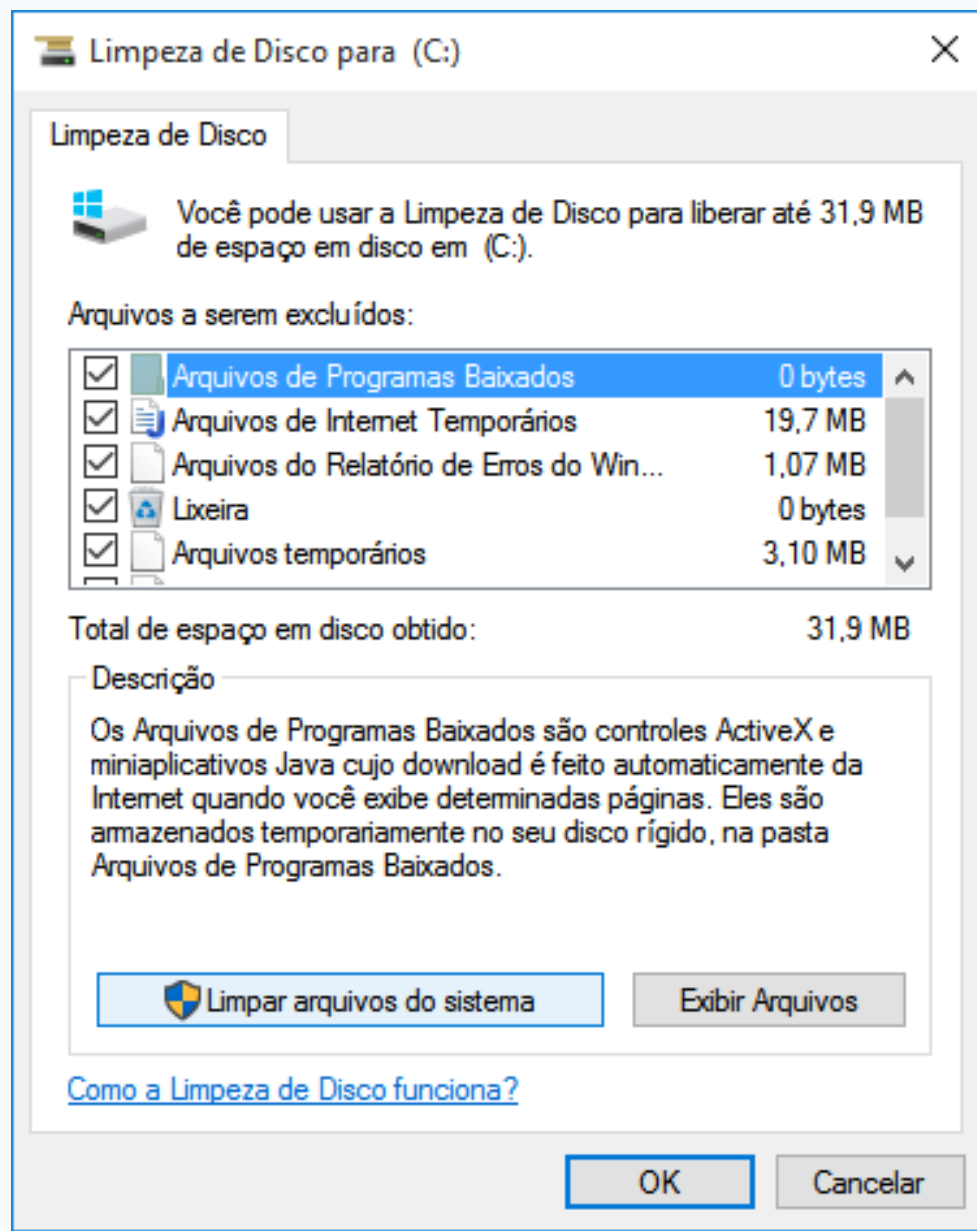 Limpeza de Disco para (C:)
Limpeza de Disco
Você pode usar a Limpeza de Disco para liberar até 31,9 MB
de espaço em disco em (C:).
Arquivos a serem excluídos:
Arquivos de Programas Baixados 0 bytes
Arquivos de Internet Temporários 19,7 MB
Arquivos do Relatório de Erros do Win... 1,07 MB
Lixeira 0 bytes
Arquivos temporários 3,10 MB
Total de espaço em disco obtido: 31,9 MB
Descrição
Os Arquivos de Programas Baixados são controles ActiveX e
miniaplicativos Java cujo download é feito automaticamente da
Internet quando você exibe determinadas páginas. Eles são
armazenados temporariamente no seu disco rígido, na pasta
Arquivos de Programas Baixados.
Limpar arquivos do sistema Exibir Arquivos
Como a Limpeza de Disco funciona?
OK Cancelar